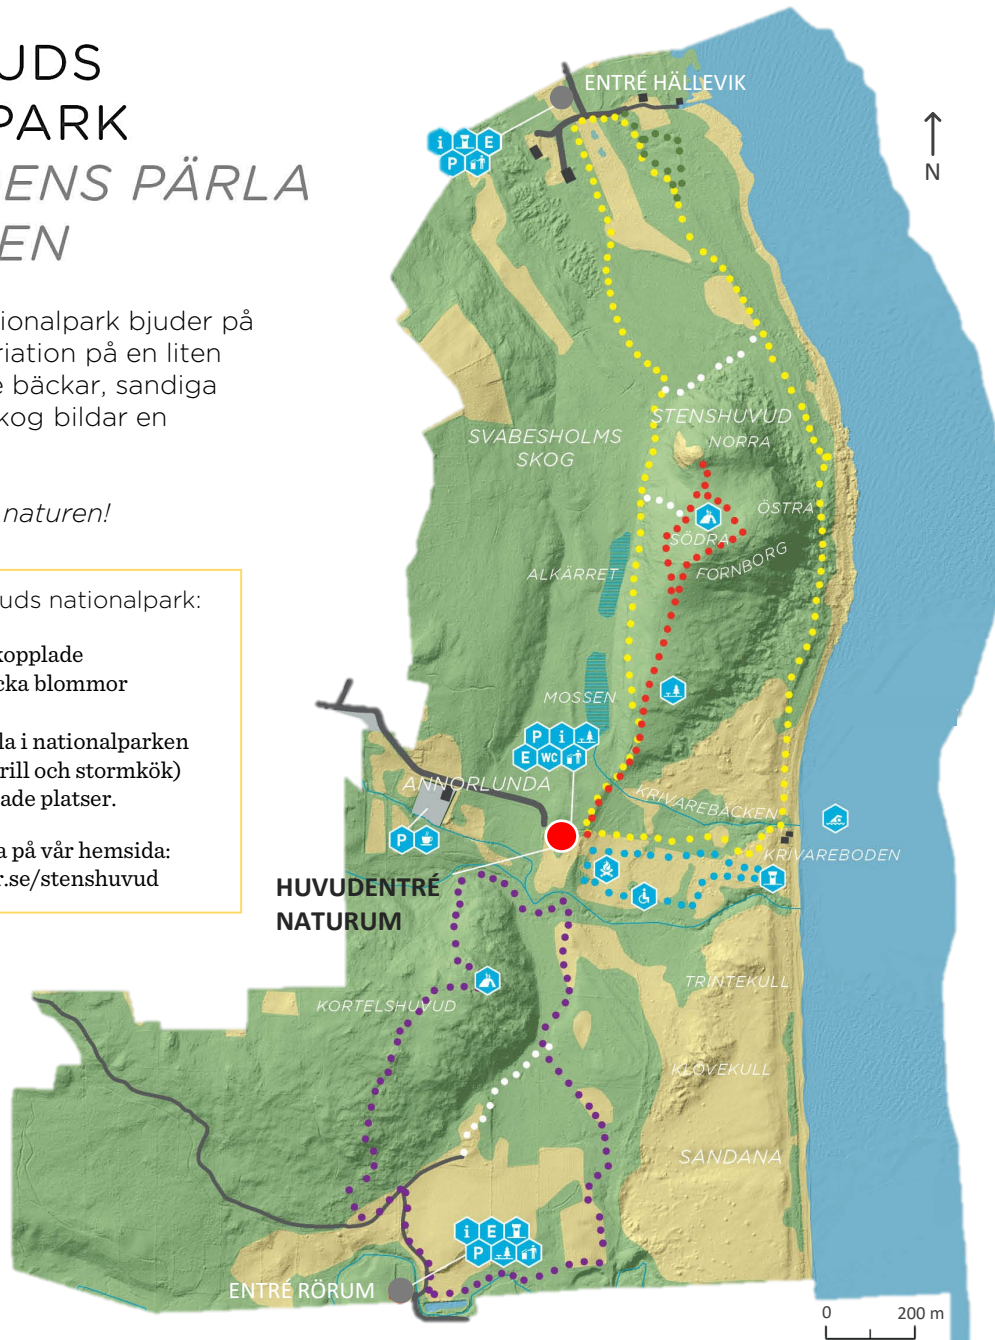 UDS
PARK
ENS PÄRLA
EN
tionalpark bjuder på
riation på en liten
e bäckar, sandiga
kog bildar en
naturen!
uds nationalpark:
kopplade
cka blommor
la i nationalparken
rill och stormkök)
ade platser.
a på vår hemsida:
r.se/stenshuvud
ENTRÉ HÄLLEVIK
i
E
P
N
STENSHUVUD
NORRA
SVABESHOLMS
SKOG
ÖSTRA
SÖDRA
FORNBORG
ALKÄRRET
MOSSEN
P i
E WC
ANNORLUNDA
KRIVAREBÄCKEN
P
KRIVAREBODEN
HUVUDENTRÉ
NATURUM
TRINTEKULL
KORTELSHUVUD
KLÖVEKULL
SANDANA
i E
P
ENTRÉ RÖRUM
0 200 m